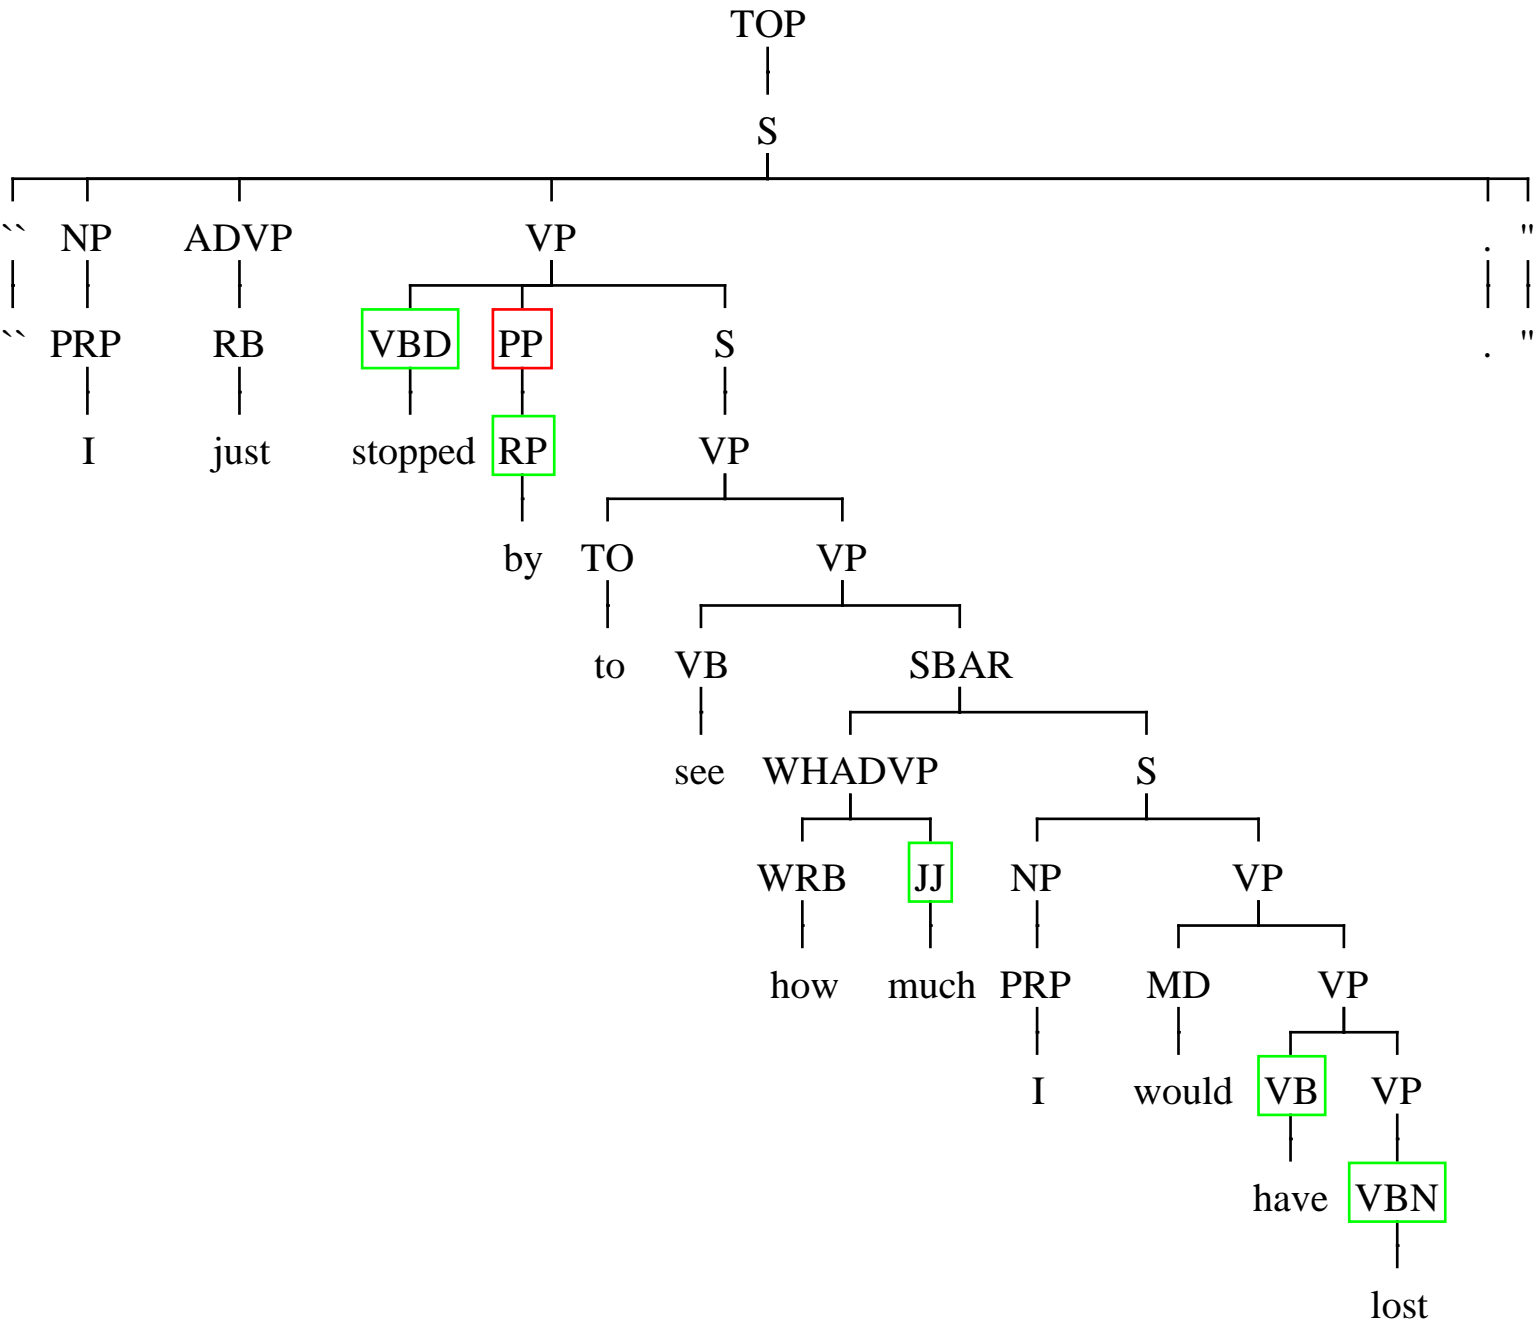 TOP
S
`` NP ADVP VP . "
`` PRP RB VBD PP S . "
I just stopped RP VP
by TO VP
to VB SBAR
see WHADVP S
WRB JJ NP VP
how much PRP MD VP
I would VB VP
have VBN
lost